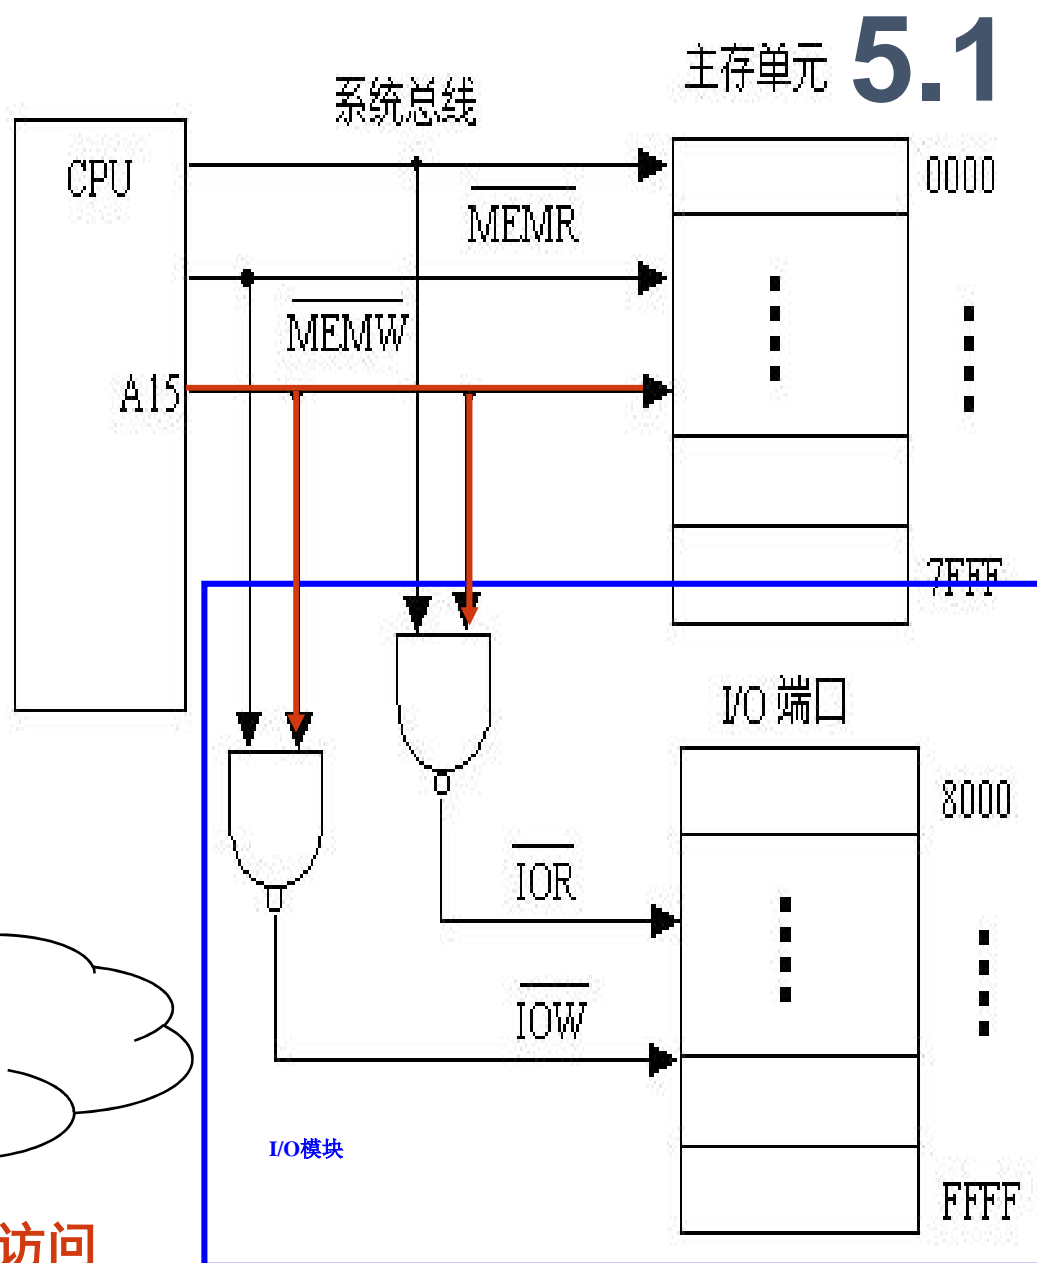 5.1
主存单元
系统总线
CPU
0000
MEMR
MEMW
A15
7FFF
I/O 端口
8000
IOR
IOW
I/O模块
FFFF
访问